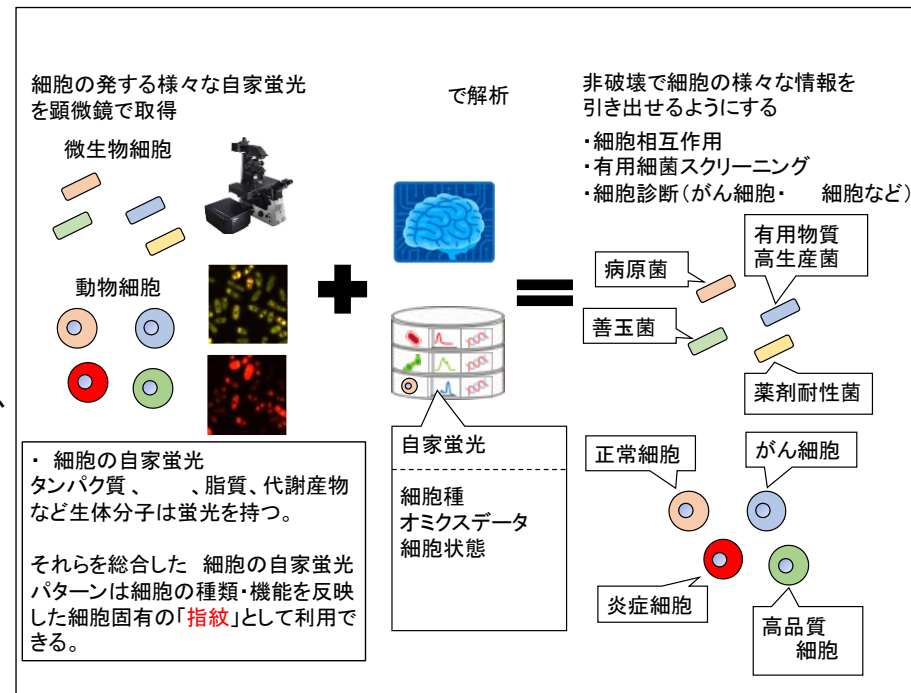 細胞の発する様々な自家蛍光
を顕微鏡で取得
微生物細胞
動物細胞
・ 細胞の自家蛍光
タンパク質、 、脂質、代謝産物
など生体分子は蛍光を持つ。
それらを総合した 細胞の自家蛍光
パターンは細胞の種類・機能を反映
した細胞固有の「指紋」として利用で
きる。
で解析
自家蛍光
細胞種
オミクスデータ
細胞状態
非破壊で細胞の様々な情報を
引き出せるようにする
・細胞相互作用
・有用細菌スクリーニング
・細胞診断(がん細胞・ 細胞など)
病原菌
有用物質
高生産菌
善玉菌
薬剤耐性菌
正常細胞
がん細胞
炎症細胞
高品質
細胞